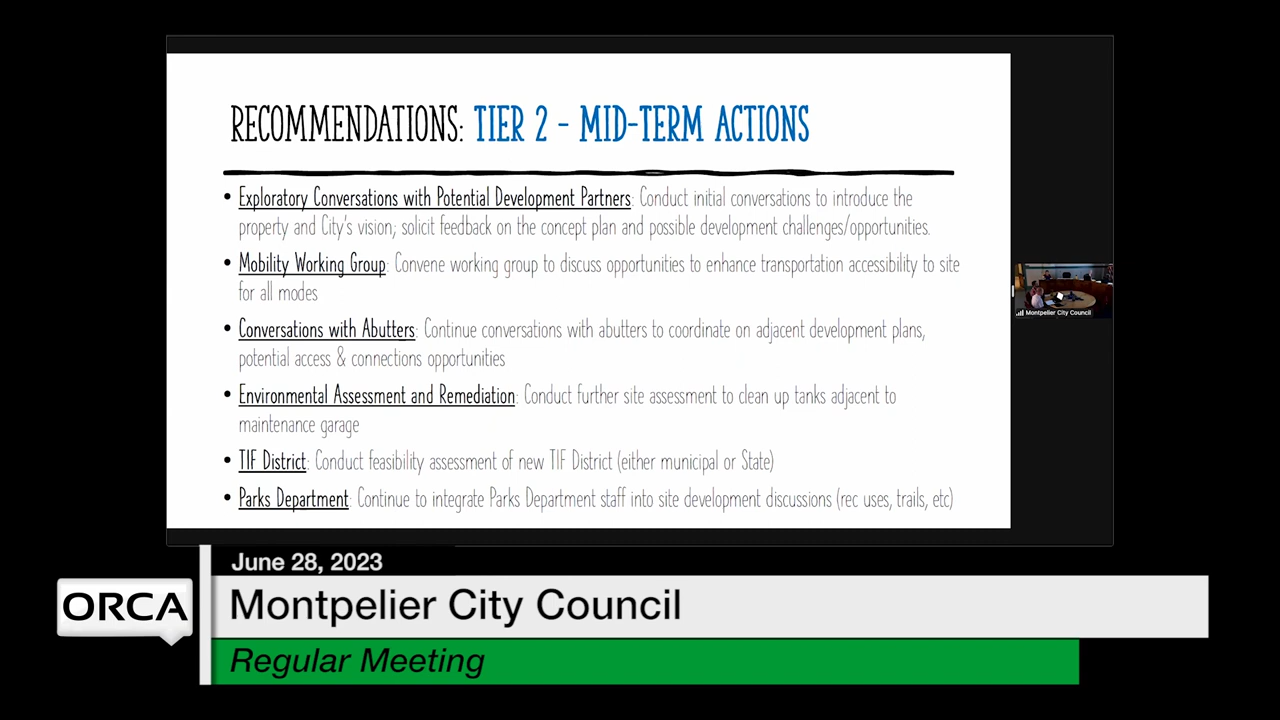 RECOMMENDATIONS: TIER 2 - MID-TERM ACTIONS
• Exploratory Conversations with Potential Development Partners: Conduct initial conversations to introduce the
property and City's vision; solicit feedback on the concept plan and possible development challenges/opportunities.
• Mobility Working Group: Convene working group to discuss opportunities to enhance transportation accessibility to site
for all modes
• Conversations with Abutters: Continue conversations with abutters to coordinate on adjacent development plans,
potential access & connections opportunities
• Environmental Assessment and Remediation: Conduct further site assessment to clean up tanks adjacent to
maintenance garage
• TIF District: Conduct feasibility assessment of new TIF District (either municipal or State)
• Parks Department: Continue to integrate Parks Department staff into site development discussions (rec uses, trails, etc)
Montpelier City Council
June 28, 2023
ORCA
Montpelier City Council
Regular Meeting